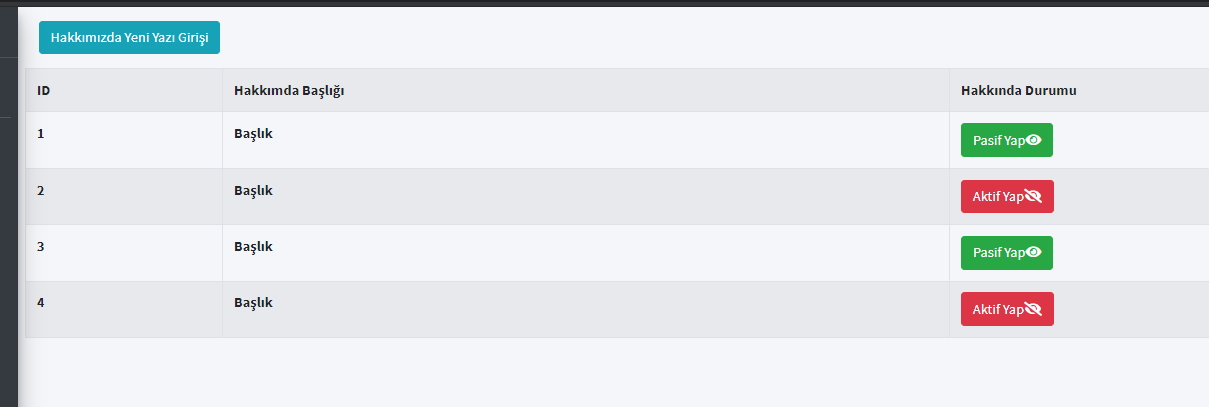 Hakkımızda Yeni Yazı Girişi
ID Hakkımda Başlığı Hakkında Durumu
1 Başlık Pasif Yap
2 Başlık Aktif Yap
3 Başlık Pasif Yap
4 Başlık Aktif Yap